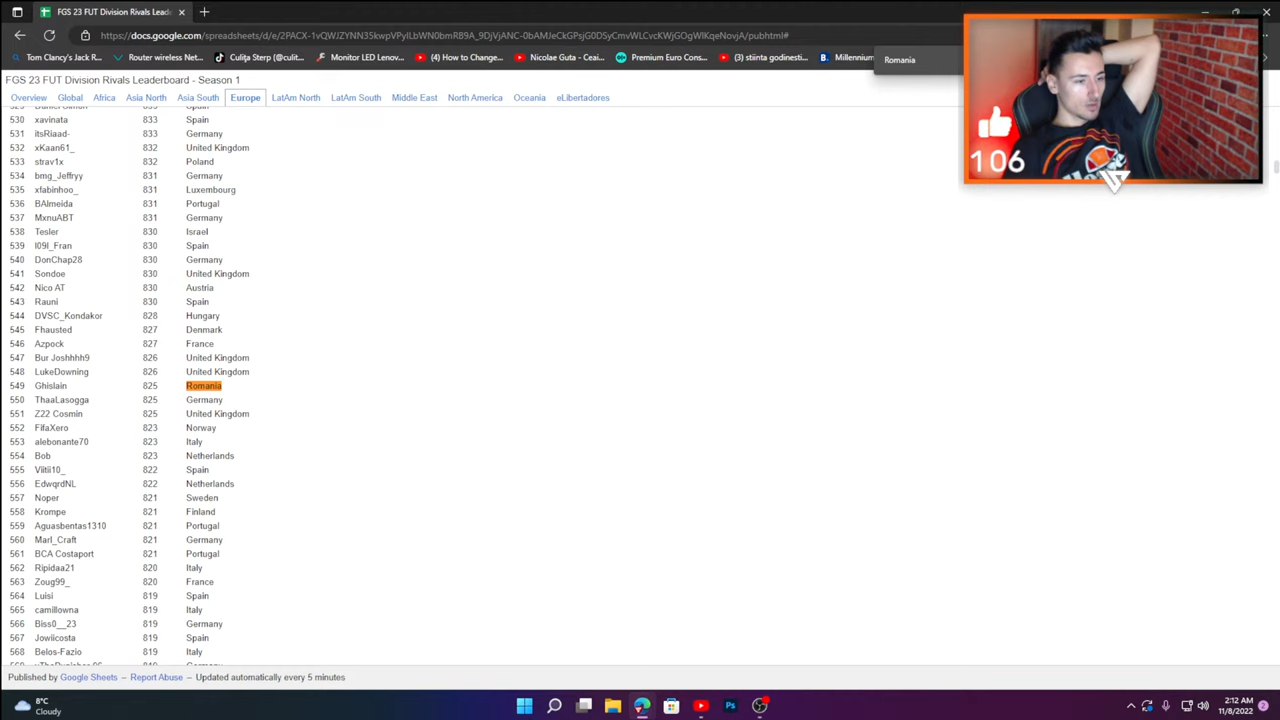 FGS 23 FUT Division Rivals Leade
https://docs.google.com/spreadsheets/d/e/2PACX-1vQWJZYNN35kwpVPyILbWN0bmRB9A_9DjVjANC-0bAMJeCkGPsjG0DSyCmvWLCvcKWjGOgWIKqeNovjA/pubhtml#
Tom Clancy's Jack R... Router wireless Net... Culița Sterp (@culit... Monitor LED Lenov... (4) How to Change... Nicolae Guta - Ceai... Premium Euro Cons... (3) stiinta godinesti... Millennium
Romania
FGS 23 FUT Division Rivals Leaderboard - Season 1
Overview Global Africa Asia North Asia South Europe LatAm North LatAm South Middle East North America Oceania eLibertadores
530 xavinata 833 Spain
531 itsRiaad- 833 Germany
532 xKaan61_ 832 United Kingdom
533 strav1x 832 Poland
534 bmg_Jeffryy 831 Germany
535 xfabinhoo_ 831 Luxembourg
536 BAlmeida 831 Portugal
537 MxnuABT 831 Germany
538 Tesler 830 Israel
539 l09l_Fran 830 Spain
540 DonChap28 830 Germany
541 Sondoe 830 United Kingdom
542 Nico AT 830 Austria
543 Rauni 830 Spain
544 DVSC_Kondakor 828 Hungary
545 Fhausted 827 Denmark
546 Azpock 827 France
547 Bur Joshhhh9 826 United Kingdom
548 LukeDowning 826 United Kingdom
549 Ghislain 825 Romania
550 ThaaLasogga 825 Germany
551 Z22 Cosmin 825 United Kingdom
552 FifaXero 823 Norway
553 alebonante70 823 Italy
554 Bob 823 Netherlands
555 Viitii10_ 822 Spain
556 EdwqrdNL 822 Netherlands
557 Noper 821 Sweden
558 Krompe 821 Finland
559 Aguasbentas1310 821 Portugal
560 Marl_Craft 821 Germany
561 BCA Costaport 821 Portugal
562 Ripidaa21 820 Italy
563 Zoug99_ 820 France
564 Luisi 819 Spain
565 camillowna 819 Italy
566 Biss0__23 819 Germany
567 Jowiicosta 819 Spain
568 Belos-Fazio 819 Italy
Published by Google Sheets – Report Abuse – Updated automatically every 5 minutes
106
8°C
Cloudy
2:12 AM
11/8/2022